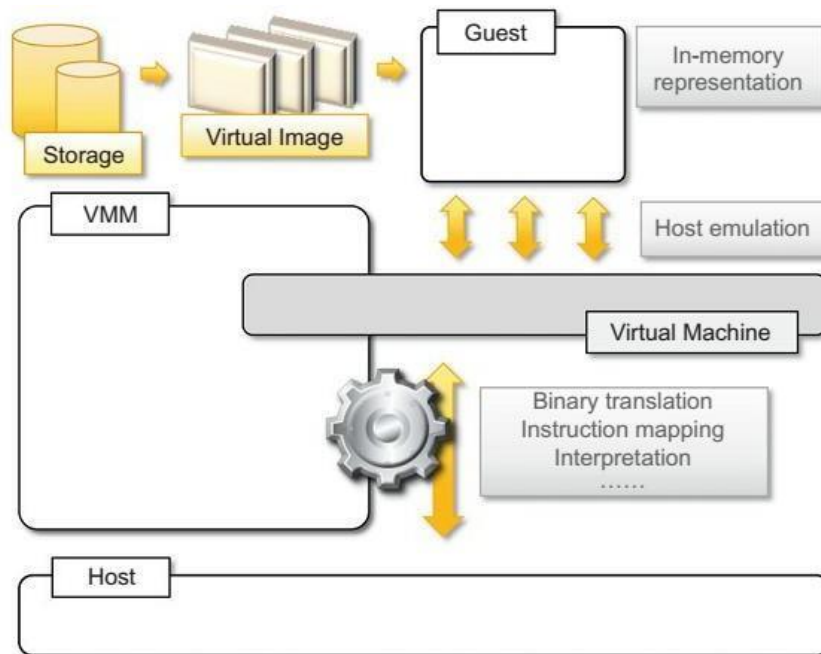 Guest
In-memory
representation
Storage
Virtual Image
VMM
Host emulation
Virtual Machine
Binary translation
Instruction mapping
Interpretation
......
Host